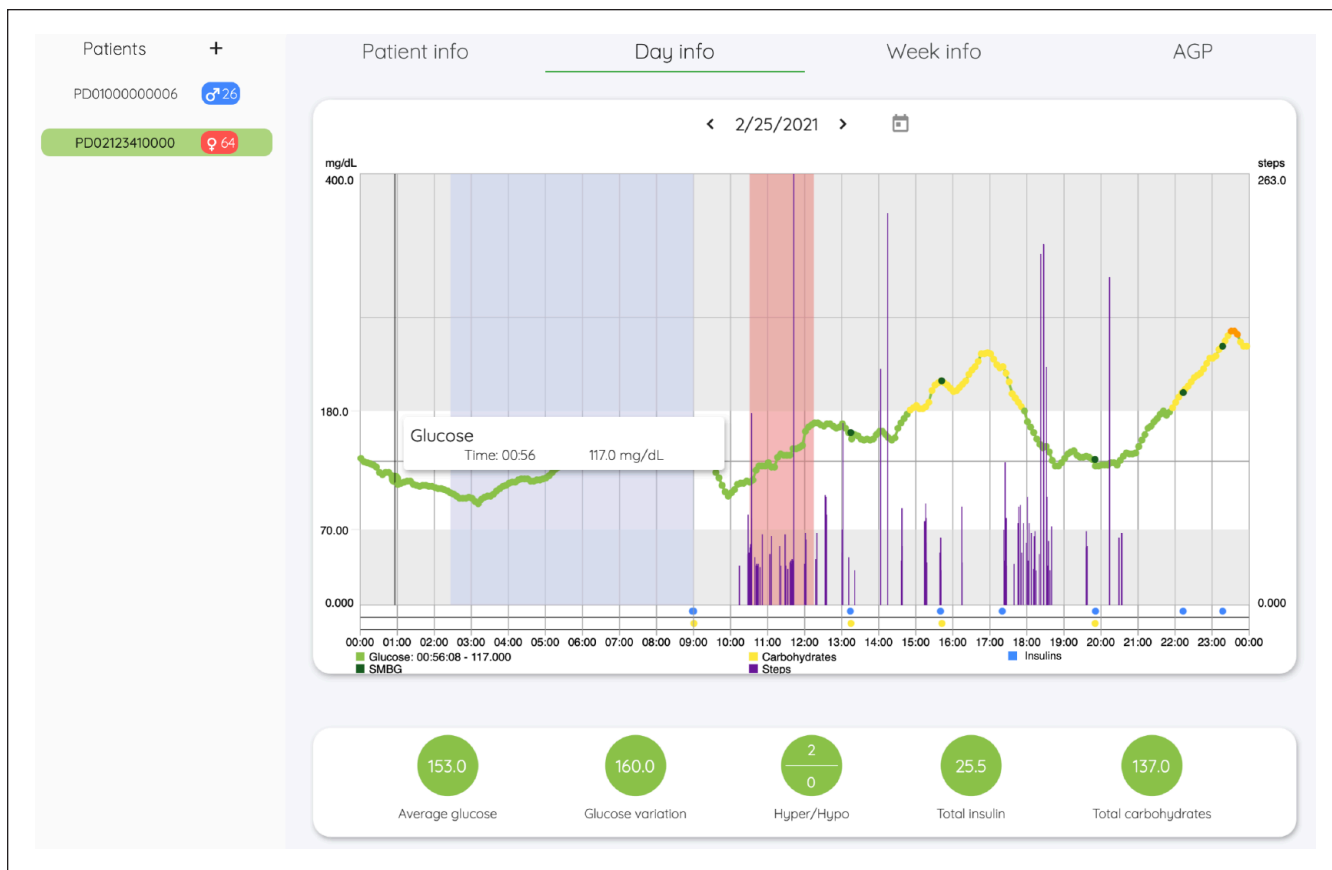 Patients +
PD01000000006 ♂26
PD02123410000 ♀ 64
Patient info Day info Week info AGP
< 2/25/2021 >
mg/dL
400.0
steps
263.0
180.0
Glucose
Time: 00:56 117.0 mg/dL
70.00
0.000
0.000
00:00 01:00 02:00 03:00 04:00 05:00 06:00 07:00 08:00 09:00 10:00 11:00 12:00 13:00 14:00 15:00 16:00 17:00 18:00 19:00 20:00 21:00 22:00 23:00 00:00
Glucose: 00:56:08 - 117.000 Carbohydrates Insulins
SMBG Steps
153.0 160.0 2 25.5 137.0
0
Average glucose Glucose variation Hyper/Hypo Total insulin Total carbohydrates